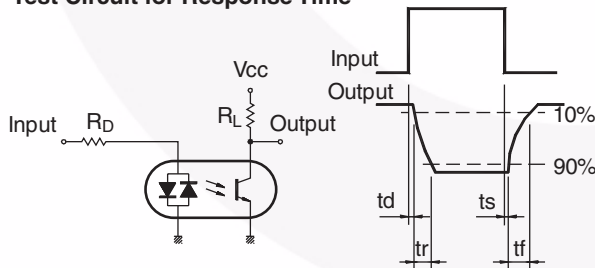 Test Circuit for Response Time
Input
Output
Vcc
RL
Input
RD
Output
10%
90%
td
ts
tr
tf